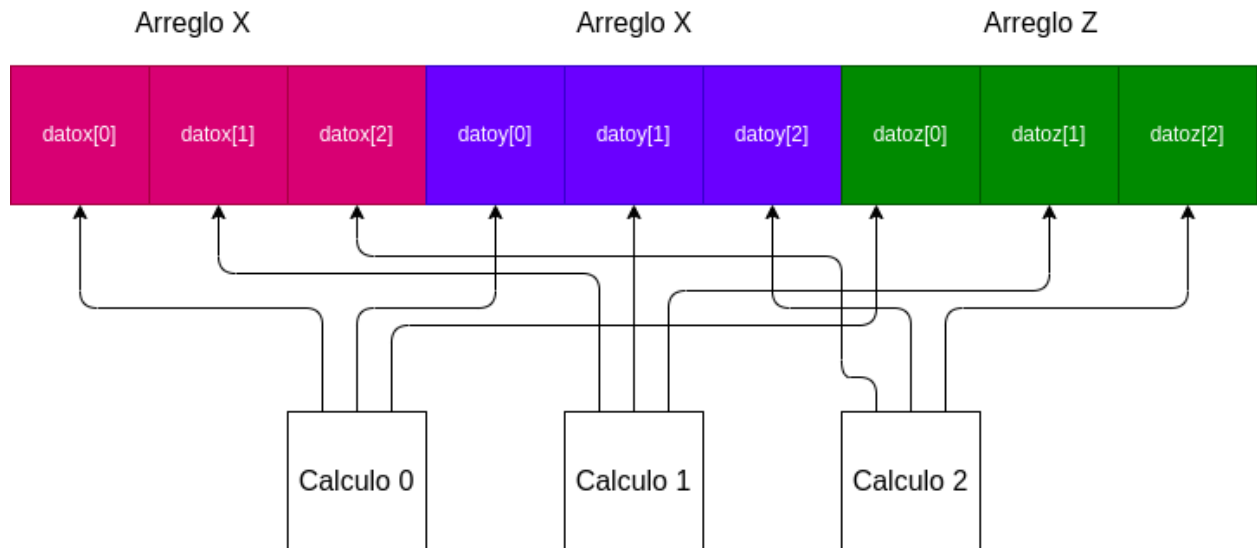 Arreglo X
Arreglo X
Arreglo Z
datox[0]
datox[1]
datox[2]
datoy[0]
datoy[1]
datoy[2]
datoz[0]
datoz[1]
datoz[2]
Calculo 0
Calculo 1
Calculo 2